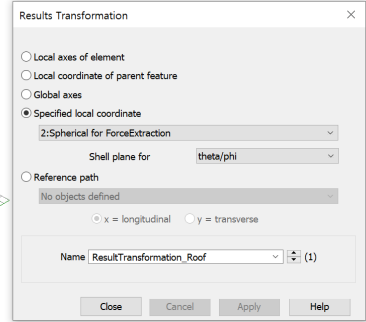 Results Transformation
Local axes of element
Local coordinate of parent feature
Global axes
Specified local coordinate
2:Spherical for ForceExtraction
Shell plane for theta/phi
Reference path
No objects defined
x = longitudinal y = transverse
Name ResultTransformation_Roof (1)
Close Cancel Apply Help